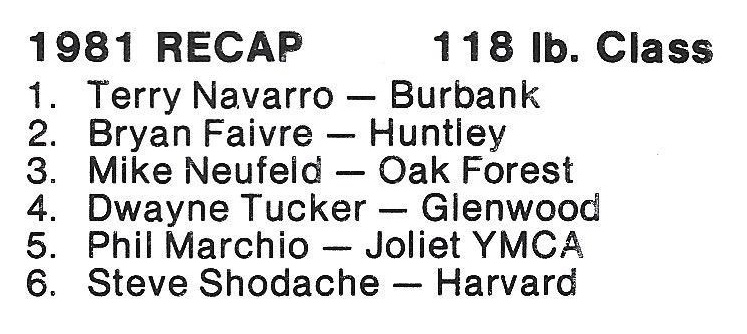 1981 RECAP 118 lb. Class
1. Terry Navarro — Burbank
2. Bryan Faivre — Huntley
3. Mike Neufeld — Oak Forest
4. Dwayne Tucker — Glenwood
5. Phil Marchio — Joliet YMCA
6. Steve Shodache — Harvard